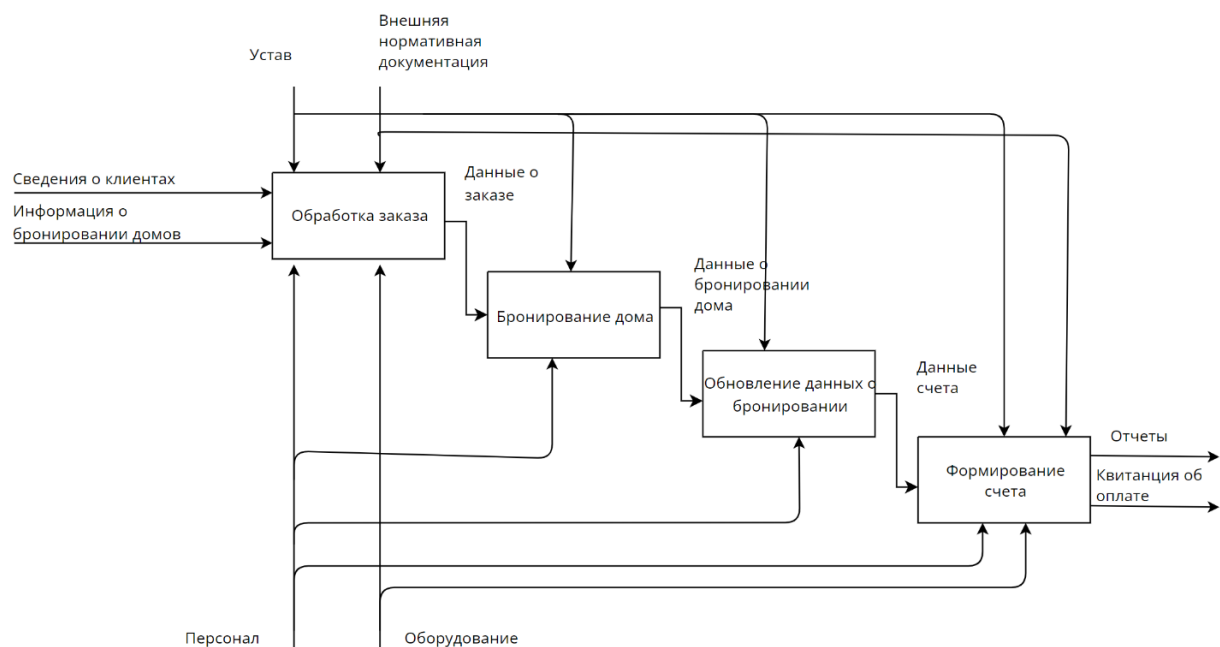 Устав
Внешняя
нормативная
документация
Сведения о клиентах
Информация о
бронировании домов
Обработка заказа
Данные о
заказе
Бронирование дома
Данные о
бронировании
дома
Обновление данных о
бронировании
Данные
счета
Формирование
счета
Отчеты
Квитанция об
оплате
Персонал
Оборудование